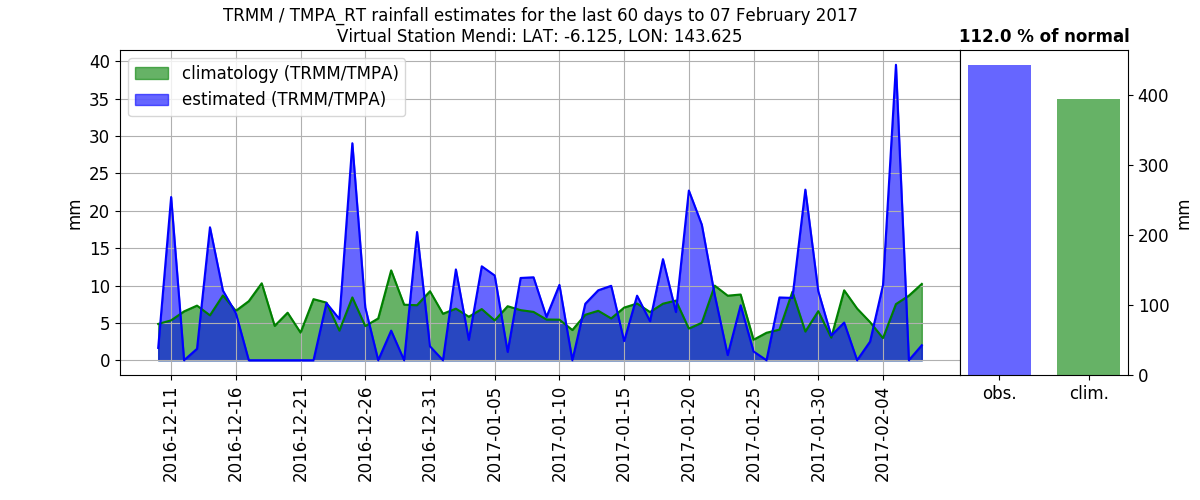 TRMM / TMPA_RT rainfall estimates for the last 60 days to 07 February 2017
Virtual Station Mendi: LAT: -6.125, LON: 143.625
112.0 % of normal
climatology (TRMM/TMPA)
estimated (TRMM/TMPA)
mm
40
35
30
25
20
15
10
5
0
2016-12-11
2016-12-16
2016-12-21
2016-12-26
2016-12-31
2017-01-05
2017-01-10
2017-01-15
2017-01-20
2017-01-25
2017-01-30
2017-02-04
obs.
clim.
400
300
200
100
0
mm